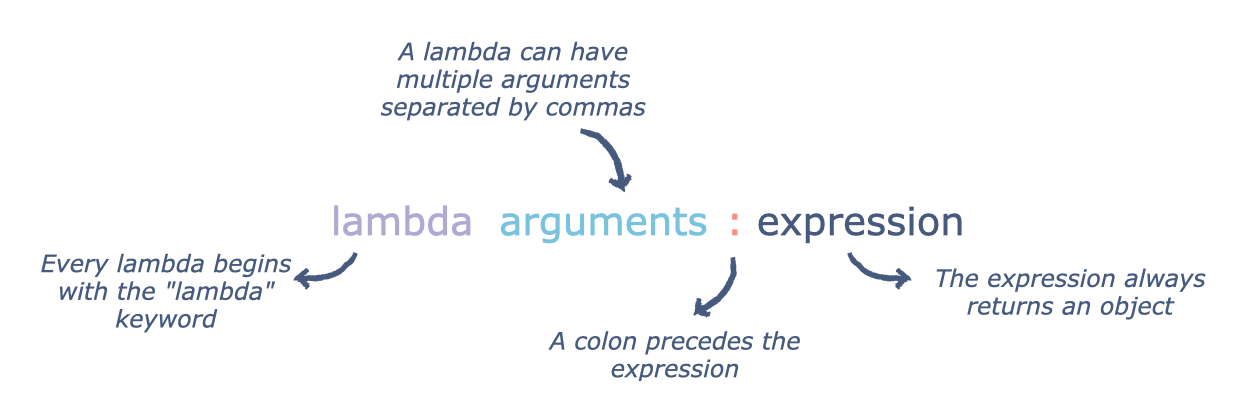 A lambda can have
multiple arguments
separated by commas
lambda arguments : expression
Every lambda begins
with the "lambda"
keyword
A colon precedes the
expression
The expression always
returns an object